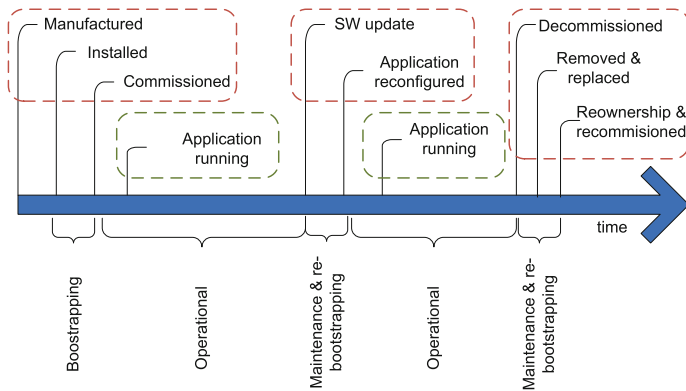 Manufactured
Installed
Commissioned
Application
running
SW update
Application
reconfigured
Application
running
Decommissioned
Removed &
replaced
Reownership &
recommisioned
time
Boostrapping
Operational
Maintenance & re-
bootstrapping
Operational
Maintenance & re-
bootstrapping